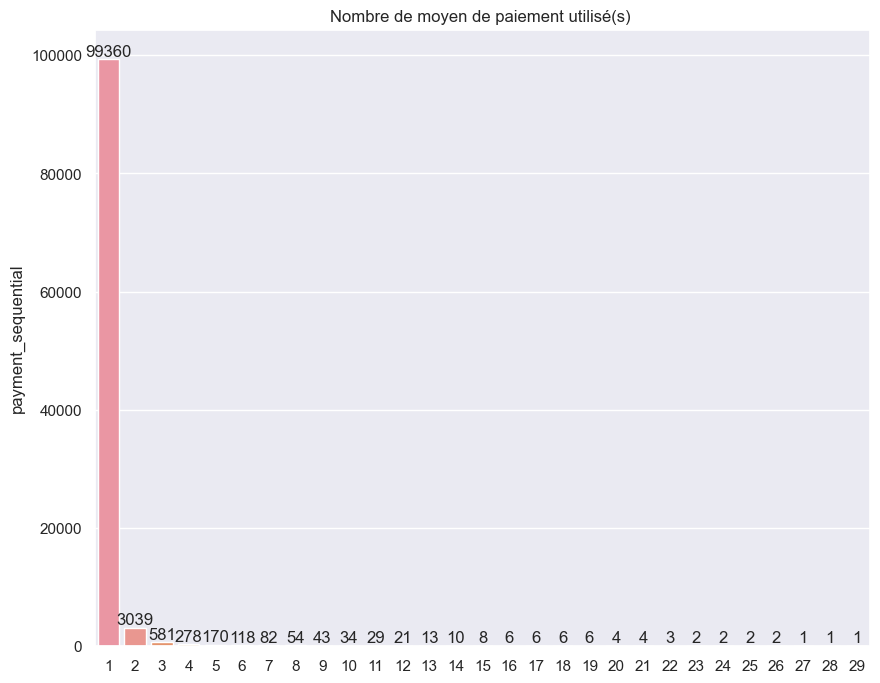 Nombre de moyen de paiement utilisé(s)
100000
80000
60000
40000
20000
0
payment_sequential
99360 3039 581 278 170 118 82 54 43 34 29 21 13 10 8 6 6 6 6 4 4 3 2 2 2 2 1 1 1
1 2 3 4 5 6 7 8 9 10 11 12 13 14 15 16 17 18 19 20 21 22 23 24 25 26 27 28 29